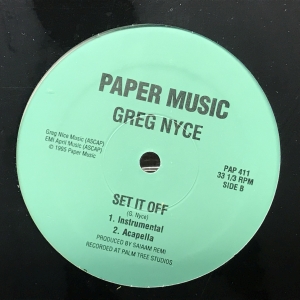 PAPER MUSIC
GREG NYCE
Greg Nice Music (ASCAP)
EMI April Music (ASCAP)
© 1995 Paper Music
PAP 411
33 1/3 RPM
SIDE B
SET IT OFF
(G. Nyce)
1. Instrumental
2. Acapella
PRODUCED BY SAHAMM REMI
RECORDED AT PALM TREE STUDIOS